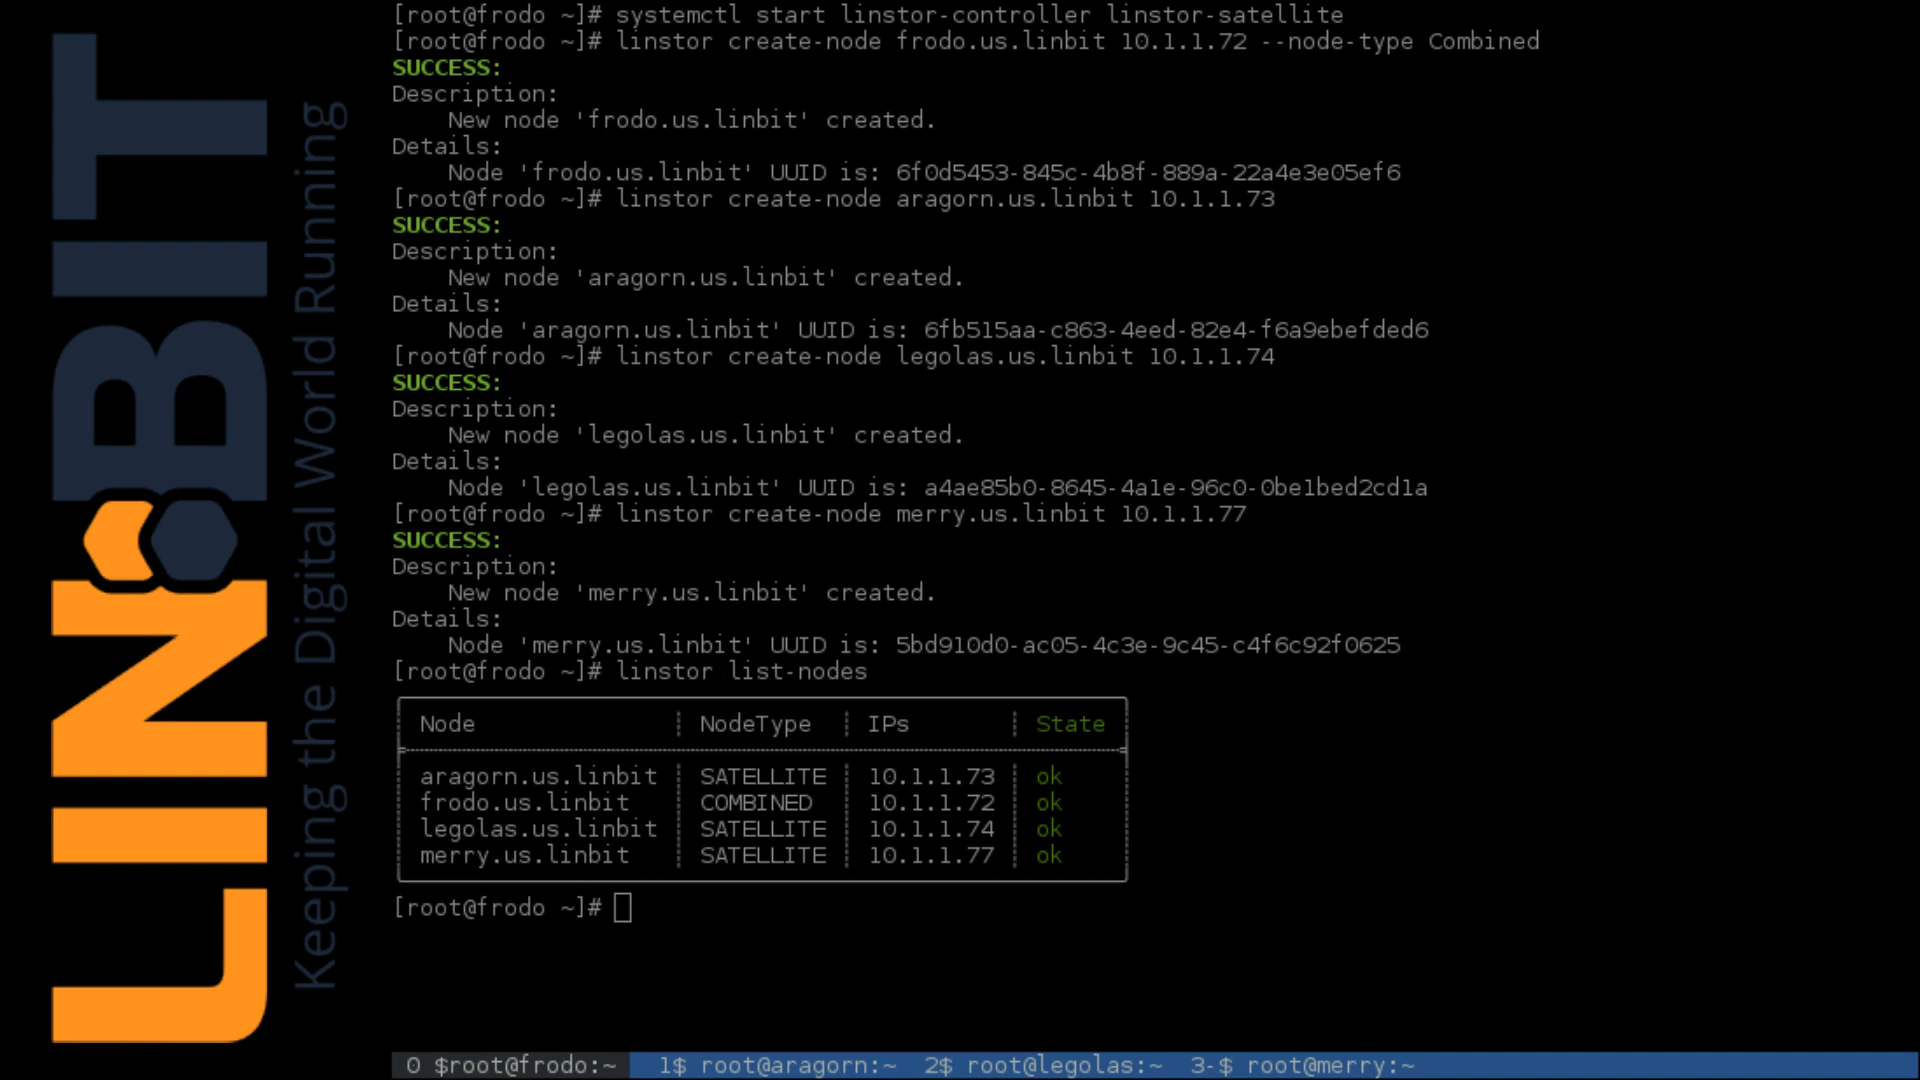 LINBIT
Keeping the Digital World Running
[root@frodo ~]# systemctl start linstor-controller linstor-satellite
[root@frodo ~]# linstor create-node frodo.us.linbit 10.1.1.72 --node-type Combined
SUCCESS:
Description:
    New node 'frodo.us.linbit' created.
Details:
    Node 'frodo.us.linbit' UUID is: 6f0d5453-845c-4b8f-889a-22a4e3e05ef6
[root@frodo ~]# linstor create-node aragorn.us.linbit 10.1.1.73
SUCCESS:
Description:
    New node 'aragorn.us.linbit' created.
Details:
    Node 'aragorn.us.linbit' UUID is: 6fb515aa-c863-4eed-82e4-f6a9ebefded6
[root@frodo ~]# linstor create-node legolas.us.linbit 10.1.1.74
SUCCESS:
Description:
    New node 'legolas.us.linbit' created.
Details:
    Node 'legolas.us.linbit' UUID is: a4ae85b0-8645-4a1e-96c0-0be1bed2cd1a
[root@frodo ~]# linstor create-node merry.us.linbit 10.1.1.77
SUCCESS:
Description:
    New node 'merry.us.linbit' created.
Details:
    Node 'merry.us.linbit' UUID is: 5bd910d0-ac05-4c3e-9c45-c4f6c92f0625
[root@frodo ~]# linstor list-nodes
Node NodeType IPs State
aragorn.us.linbit SATELLITE 10.1.1.73 ok
frodo.us.linbit COMBINED 10.1.1.72 ok
legolas.us.linbit SATELLITE 10.1.1.74 ok
merry.us.linbit SATELLITE 10.1.1.77 ok
[root@frodo ~]#
0 $root@frodo:~ 1$ root@aragorn:~ 2$ root@legolas:~ 3-$ root@merry:~